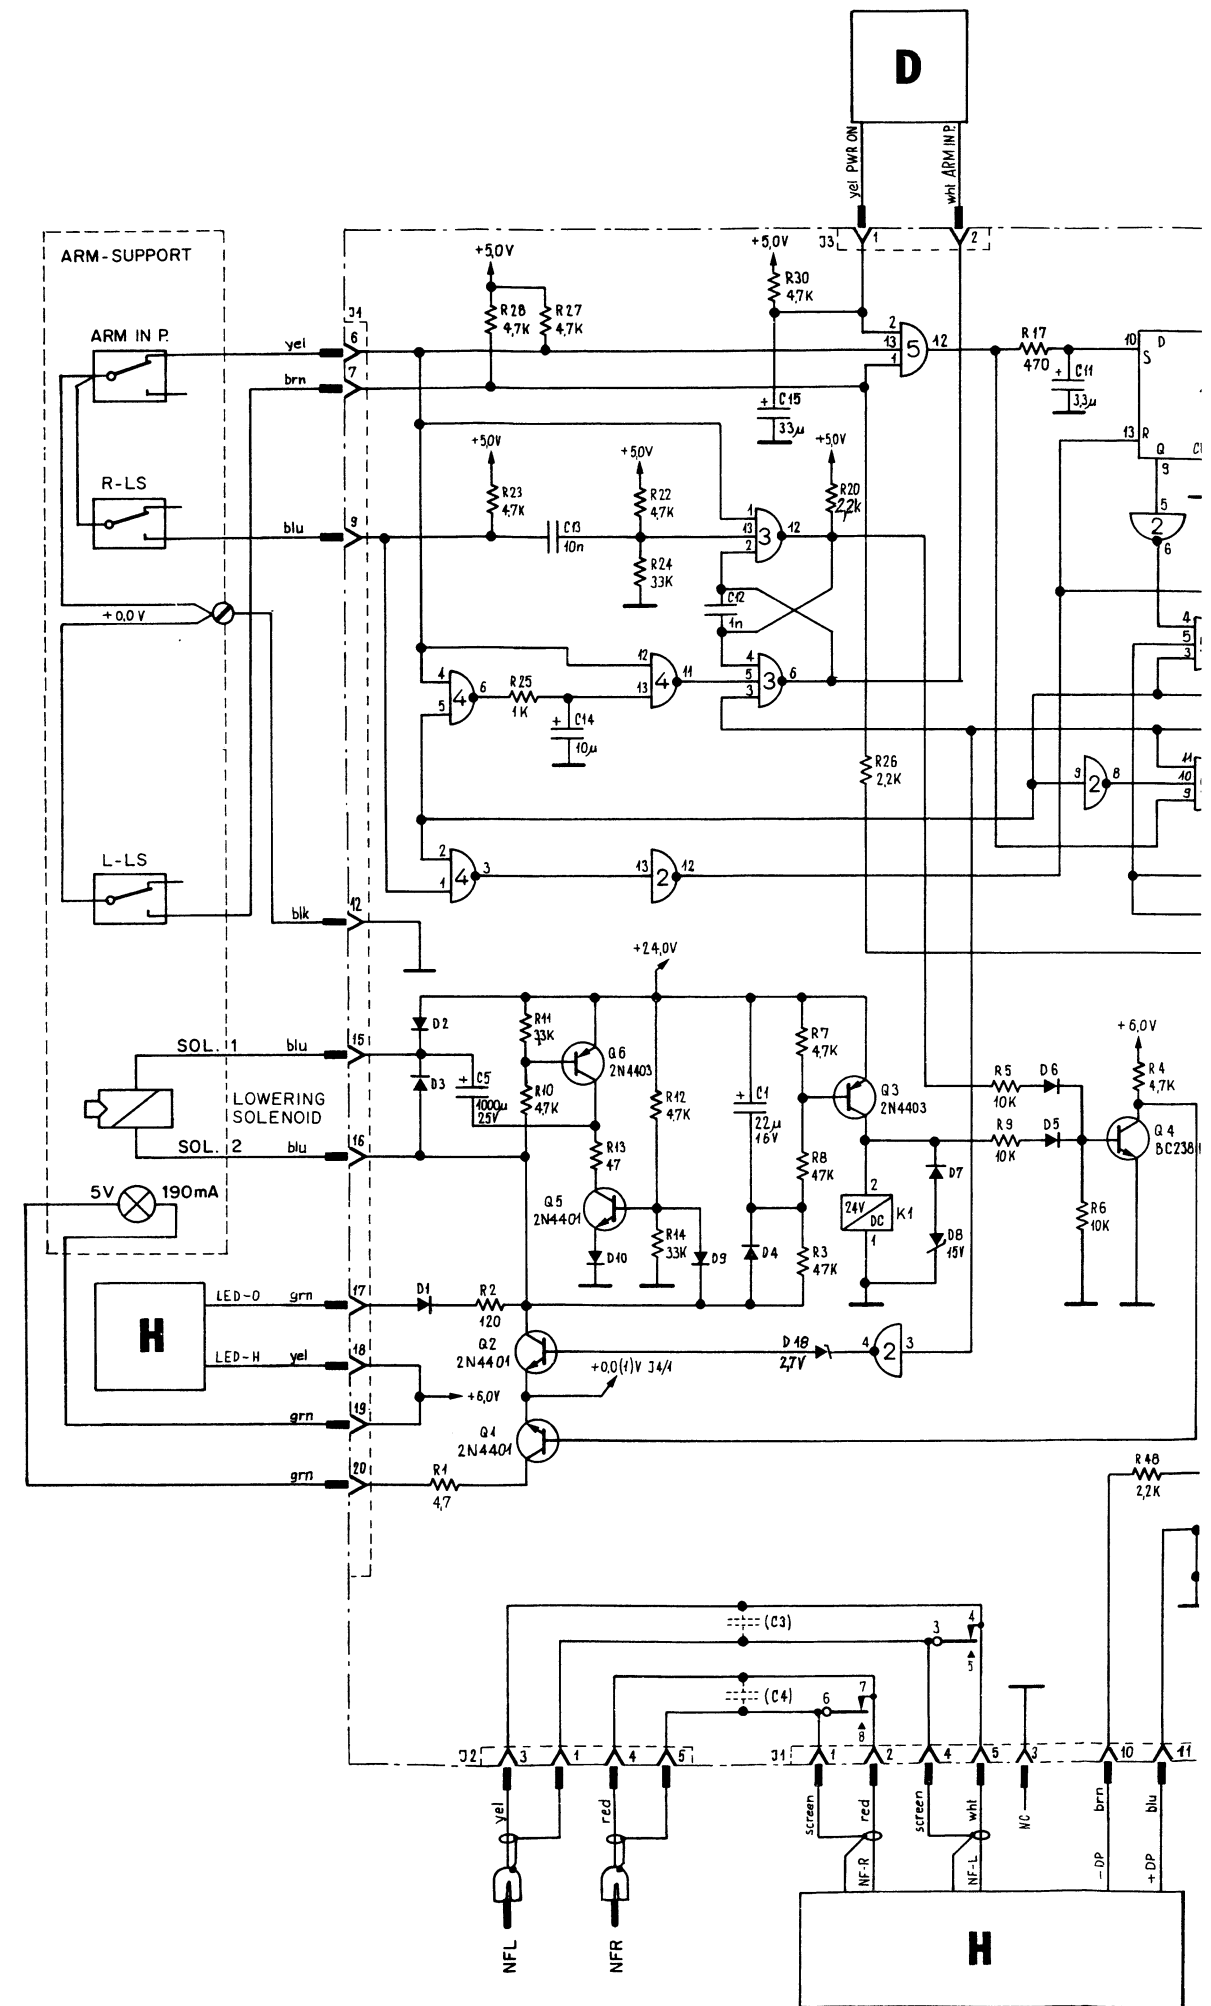 D
yel PWR ON
wht ARM IN P.
J3
1
2
ARM-SUPPORT
+5,0V
+5,0V
R30
4,7K
J1
R28
4,7K
R27
4,7K
ARM IN P.
yel
6
2
13
1
5
12
R17
470
10
D
S
brn
7
C11
3,3µ
+
C15
33µ
+
+5,0V
+5,0V
+5,0V
13
R
Q
9
R-LS
R23
4,7K
R22
4,7K
R20
2,2k
5
2
6
blu
9
C13
10n
1
13
2
3
12
R24
33K
C12
1n
+0,0V
4
5
3
12
13
4
11
4
5
3
3
6
4
5
4
6
R25
1K
C14
10µ
+
R26
2,2K
11
10
9
9
2
8
L-LS
2
1
4
3
13
2
12
blk
12
+24,0V
D2
R11
33K
Q6
2N4403
R7
4,7K
+6,0V
SOL. 1
blu
15
D3
C5
1000µ
25V
+
R10
4,7K
R12
4,7K
C1
22µ
16V
+
Q3
2N4403
R5
10K
D6
R4
4,7K
LOWERING
SOLENOID
R9
10K
D5
Q4
BC238
SOL. 2
blu
16
R13
47
R8
47K
D7
5V
190mA
Q5
2N4401
2
24V
DC
K1
1
R6
10K
R14
33K
D10
D9
D4
R3
47K
D8
15V
H
LED-O
grn
17
D1
R2
120
LED-H
yel
18
Q2
2N4401
D18
2,7V
4
2
3
+0,0(1)V J4/1
+6,0V
grn
19
Q1
2N4401
grn
20
R1
4,7
R48
2,2K
(C3)
3
4
5
(C4)
6
7
8
J2
3
1
4
5
J1
1
2
4
5
3
10
11
yel
red
screen
red
screen
wht
NC
brn
blu
NF-R
NF-L
-DP
+DP
NFL
NFR
H